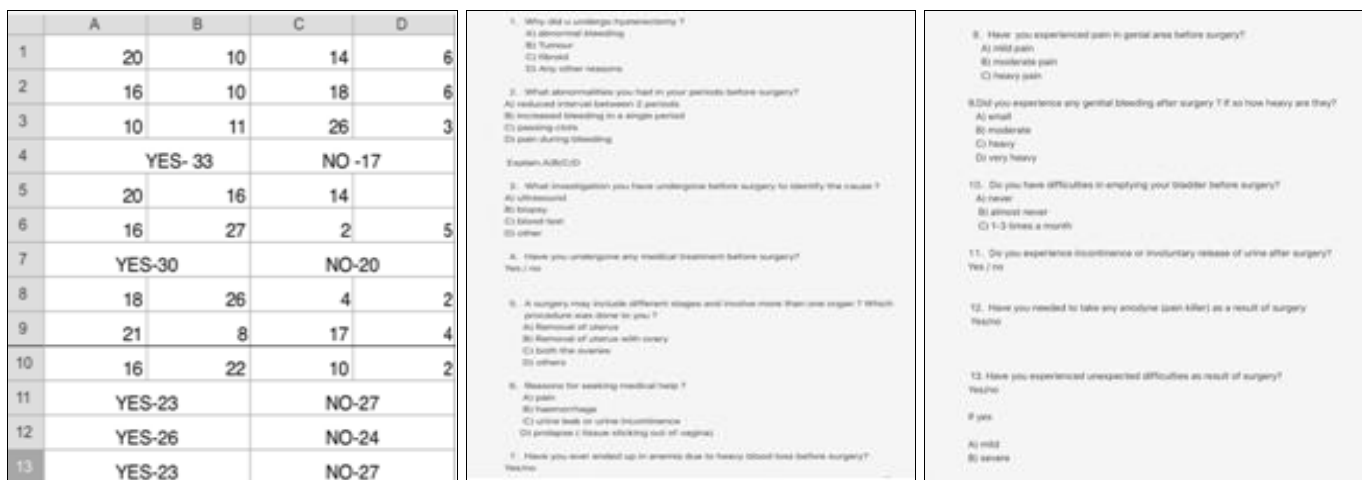 A B C D
1 20 10 14 6
2 16 10 18 6
3 10 11 26 3
4 YES- 33 NO -17
5 20 16 14
6 16 27 2 5
7 YES-30 NO-20
8 18 26 4 2
9 21 8 17 4
10 16 22 10 2
11 YES-23 NO-27
12 YES-26 NO-24
13 YES-23 NO-27
1. Why did u undergo hysterectomy ?
A) abnormal bleeding
B) Tumour
C) fibroid
D) Any other reasons
2. What abnormalities you had in your periods before surgery?
A) reduced interval between 2 periods
B) increased bleeding in a single period
C) passing clots
D) pain during bleeding
Explain A/B/C/D
3. What investigation you have undergone before surgery to identify the cause ?
A) ultrasound
B) biopsy
C) blood test
D) other
4. Have you undergone any medical treatment before surgery?
Yes / no
5. A surgery may include different stages and involve more than one organ ? Which
procedure was done to you ?
A) Removal of uterus
B) Removal of uterus with ovary
C) both the ovaries
D) others
6. Reasons for seeking medical help ?
A) pain
B) haemorrhage
C) urine leak or urine incontinence
D) prolapse ( tissue sticking out of vagina)
7. Have you ever ended up in anemia due to heavy blood loss before surgery?
Yes/no
8. Have you experienced pain in genial area before surgery?
A) mild pain
B) moderate pain
C) heavy pain
9.Did you experience any genital bleeding after surgery ? If so how heavy are they?
A) small
B) moderate
C) heavy
D) very heavy
10. Do you have difficulties in emptying your bladder before surgery?
A) never
B) almost never
C) 1-3 times a month
11. Do you experience incontinence or involuntary release of urine after surgery?
Yes / no
12. Have you needed to take any anodyne (pain killer) as a result of surgery
Yes/no
13. Have you experienced unexpected difficulties as result of surgery?
Yes/no
If yes
A) mild
B) severe